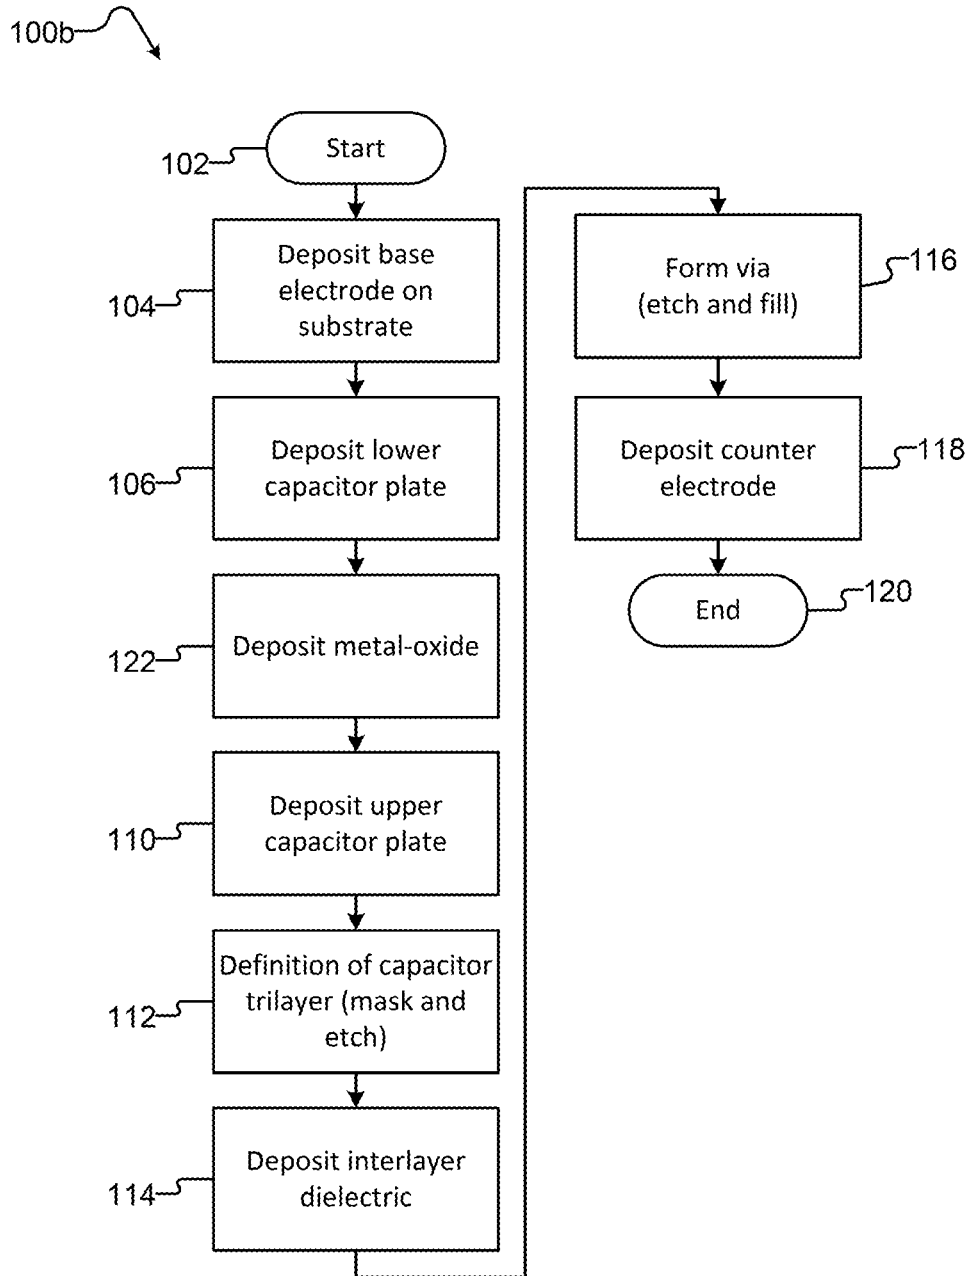 100b
102
Start
104
Deposit base
electrode on
substrate
106
Deposit lower
capacitor plate
122
Deposit metal-oxide
110
Deposit upper
capacitor plate
112
Definition of capacitor
trilayer (mask and
etch)
114
Deposit interlayer
dielectric
Form via
(etch and fill)
116
Deposit counter
electrode
118
End
120